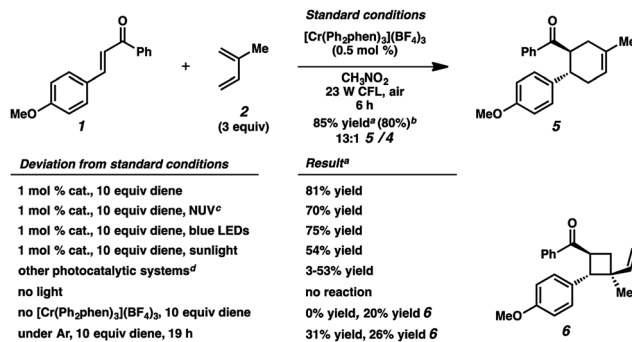 Standard conditions
[Cr(Ph2phen)3](BF4)3
(0.5 mol %)
CH3NO2
23 W CFL, air
6 h
85% yieldᵃ (80%)ᵇ
13:1 5 /4
O
Ph
MeO
1
+
Me
2
(3 equiv)
O
Ph
Me
MeO
5
Deviation from standard conditions
Resultᵃ
1 mol % cat., 10 equiv diene
81% yield
1 mol % cat., 10 equiv diene, NUVᶜ
70% yield
1 mol % cat., 10 equiv diene, blue LEDs
75% yield
1 mol % cat., 10 equiv diene, sunlight
54% yield
other photocatalytic systemsᵈ
3-53% yield
no light
no reaction
no [Cr(Ph2phen)3](BF4)3, 10 equiv diene
0% yield, 20% yield 6
under Ar, 10 equiv diene, 19 h
31% yield, 26% yield 6
O
Ph
Me
MeO
6